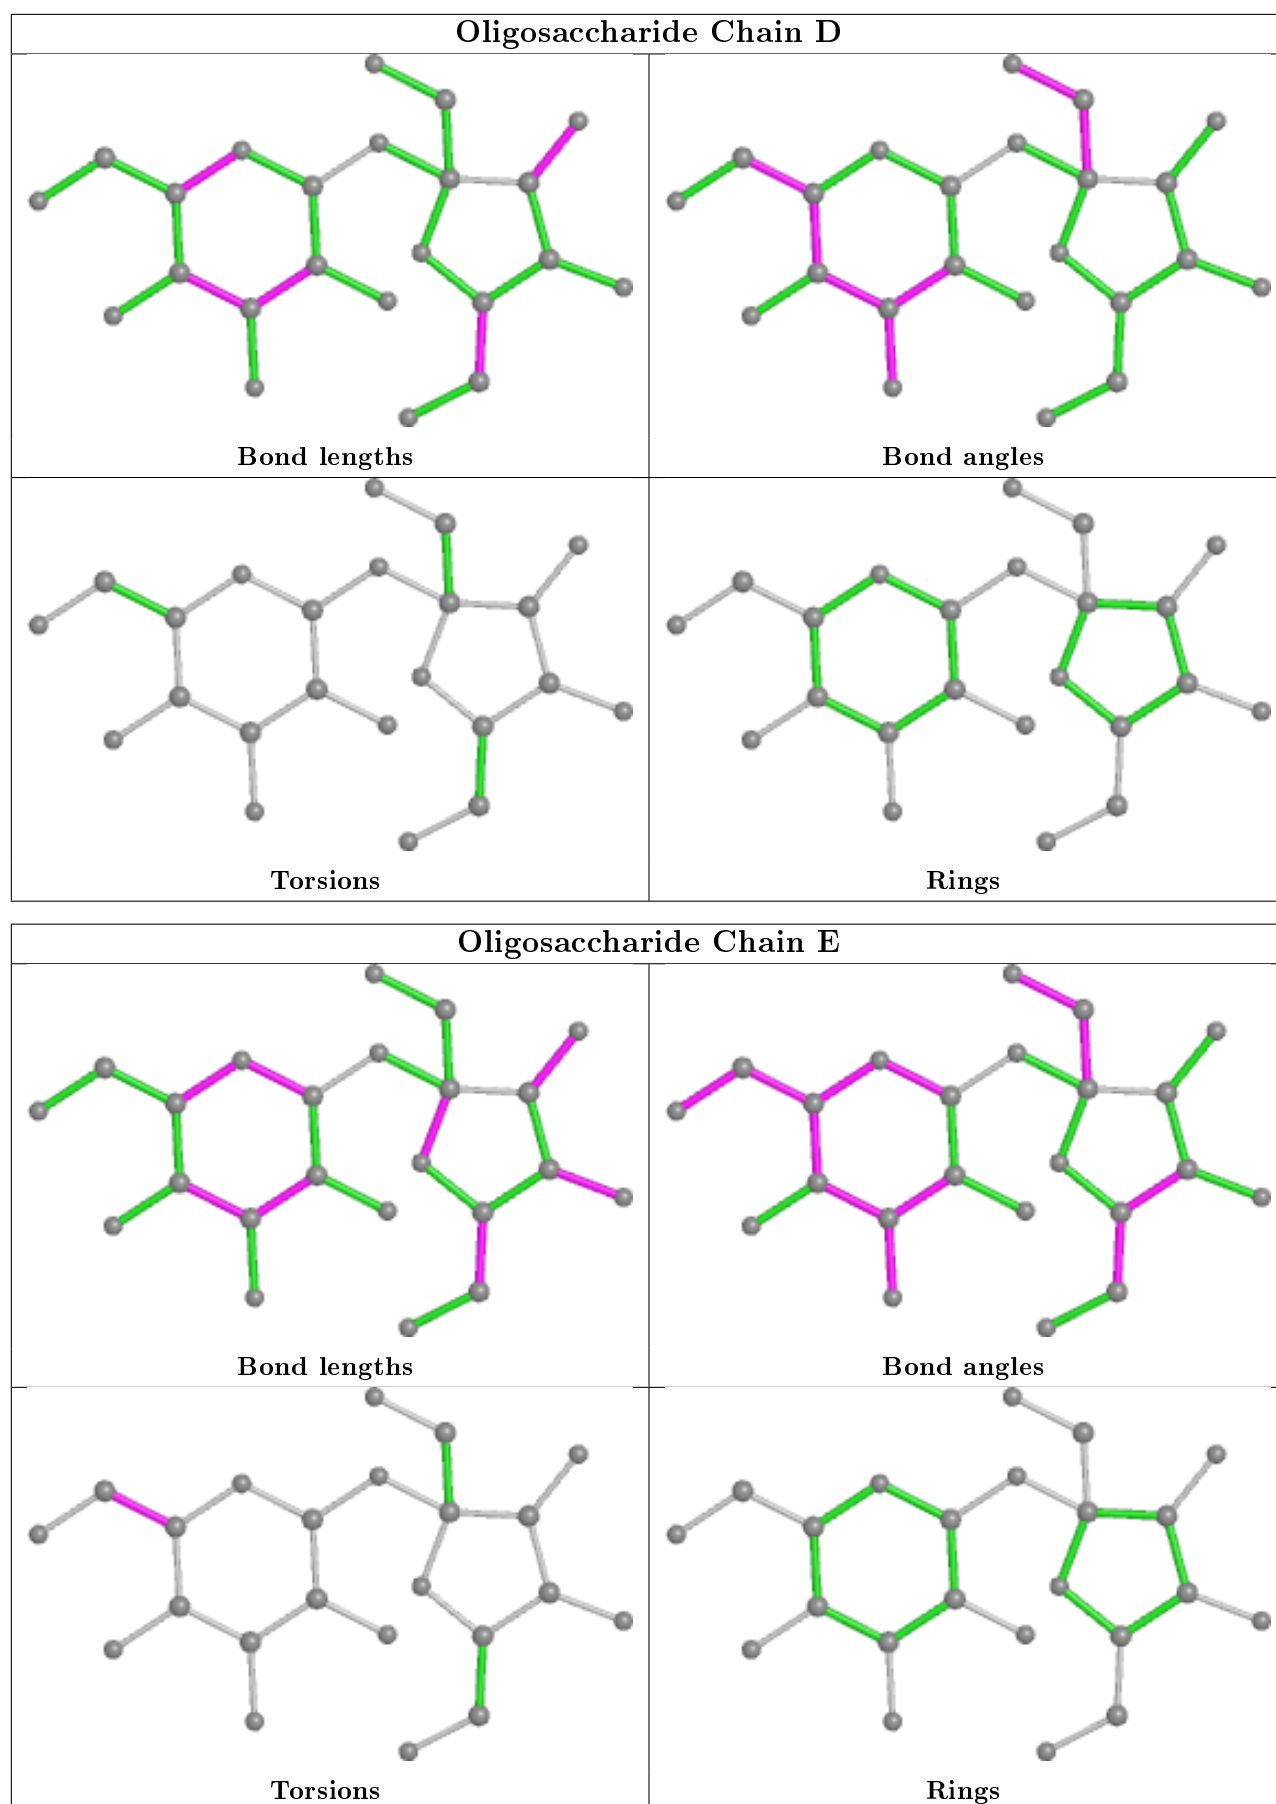 Oligosaccharide Chain D
Bond lengths
Bond angles
Torsions
Rings
Oligosaccharide Chain E
Bond lengths
Bond angles
Torsions
Rings